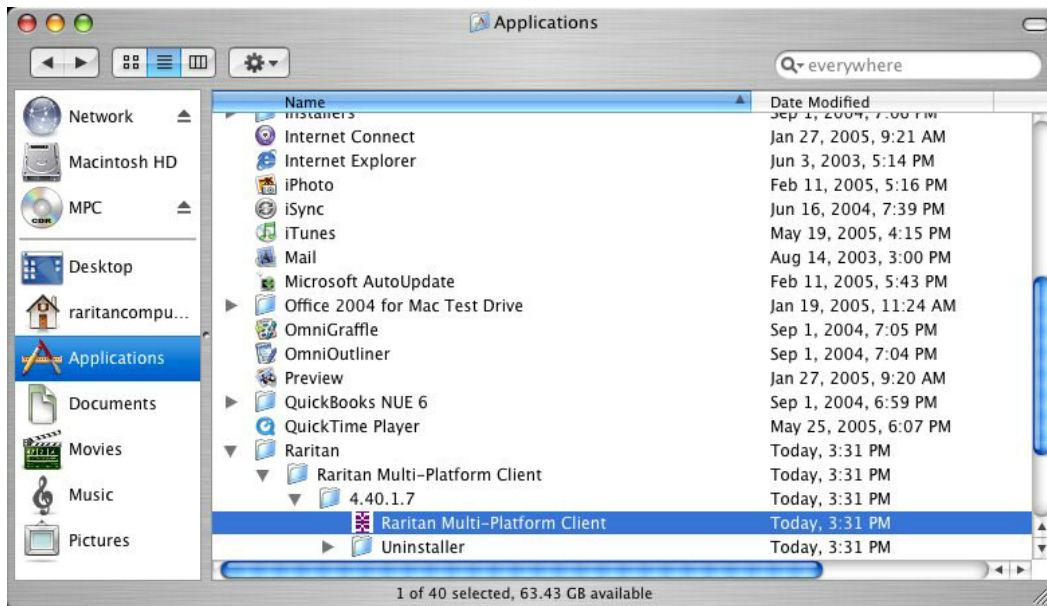 Applications
everywhere
Name Date Modified
Installers Sep 1, 2004, 7:06 PM
Network
Internet Connect Jan 27, 2005, 9:21 AM
Internet Explorer Jun 3, 2003, 5:14 PM
Macintosh HD
iPhoto Feb 11, 2005, 5:16 PM
MPC
iSync Jun 16, 2004, 7:39 PM
CDR
iTunes May 19, 2005, 4:15 PM
Mail Aug 14, 2003, 3:00 PM
Desktop
Microsoft AutoUpdate Feb 11, 2005, 5:43 PM
raritancompu...
Office 2004 for Mac Test Drive Jan 19, 2005, 11:24 AM
OmniGraffle Sep 1, 2004, 7:05 PM
Applications
OmniOutliner Sep 1, 2004, 7:04 PM
Preview Jan 27, 2005, 9:20 AM
Documents
QuickBooks NUE 6 Sep 1, 2004, 6:59 PM
QuickTime Player May 25, 2005, 6:07 PM
Movies
Raritan Today, 3:31 PM
Raritan Multi-Platform Client Today, 3:31 PM
Music
4.40.1.7 Today, 3:31 PM
Raritan Multi-Platform Client Today, 3:31 PM
Pictures
Uninstaller Today, 3:31 PM
1 of 40 selected, 63.43 GB available